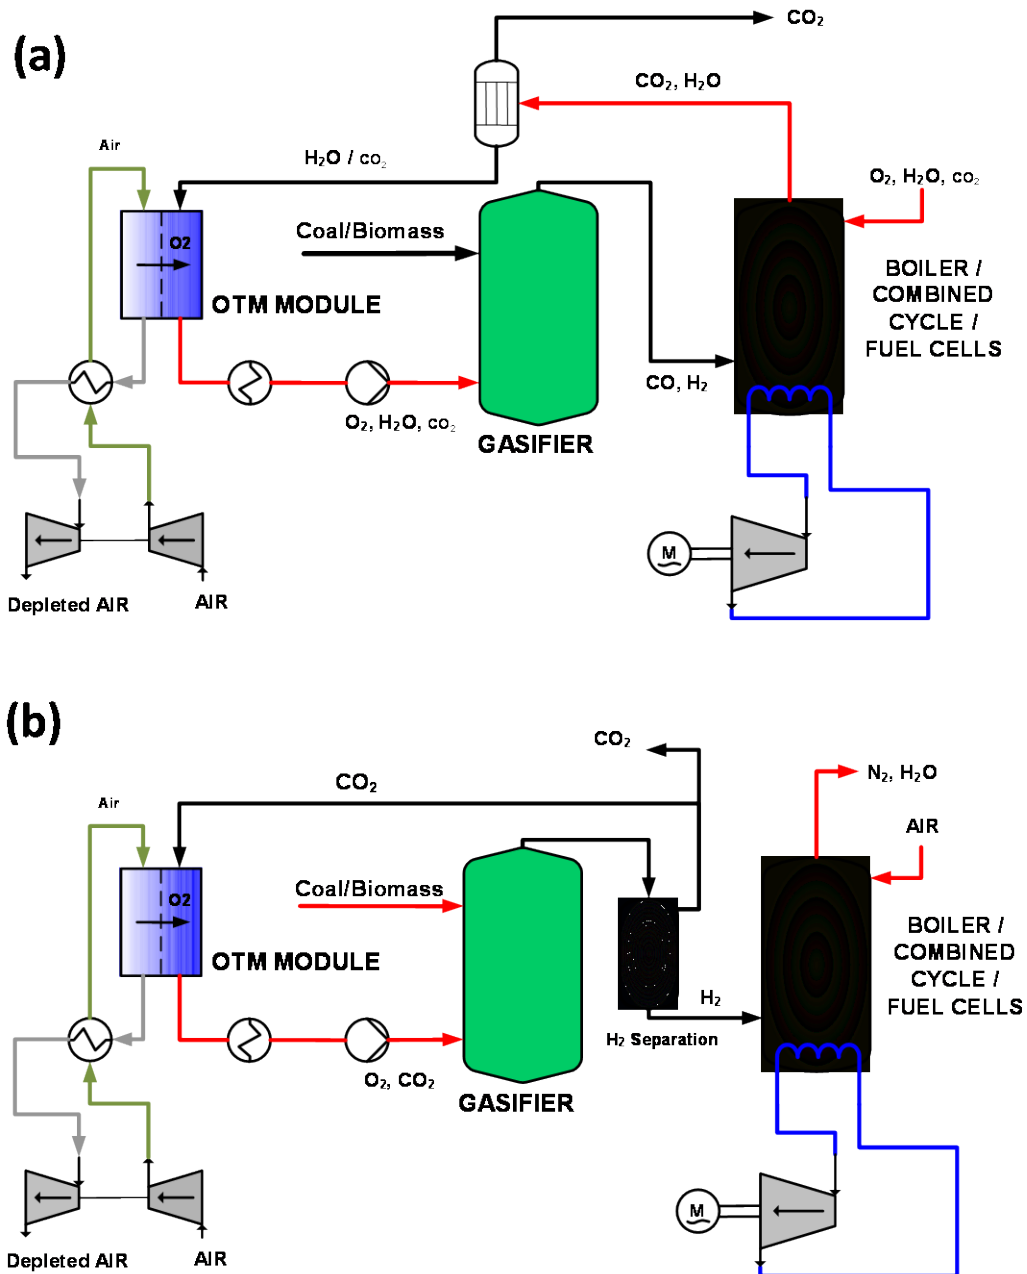 (a)
CO₂
CO₂, H₂O
Air
H₂O / co₂
O₂, H₂O, co₂
Coal/Biomass
O2
BOILER /
COMBINED
CYCLE /
FUEL CELLS
OTM MODULE
CO, H₂
O₂, H₂O, co₂
GASIFIER
M
Depleted AIR
AIR
(b)
CO₂
N₂, H₂O
CO₂
Air
AIR
Coal/Biomass
O2
BOILER /
COMBINED
CYCLE /
FUEL CELLS
OTM MODULE
H₂
H₂ Separation
O₂, CO₂
GASIFIER
M
Depleted AIR
AIR